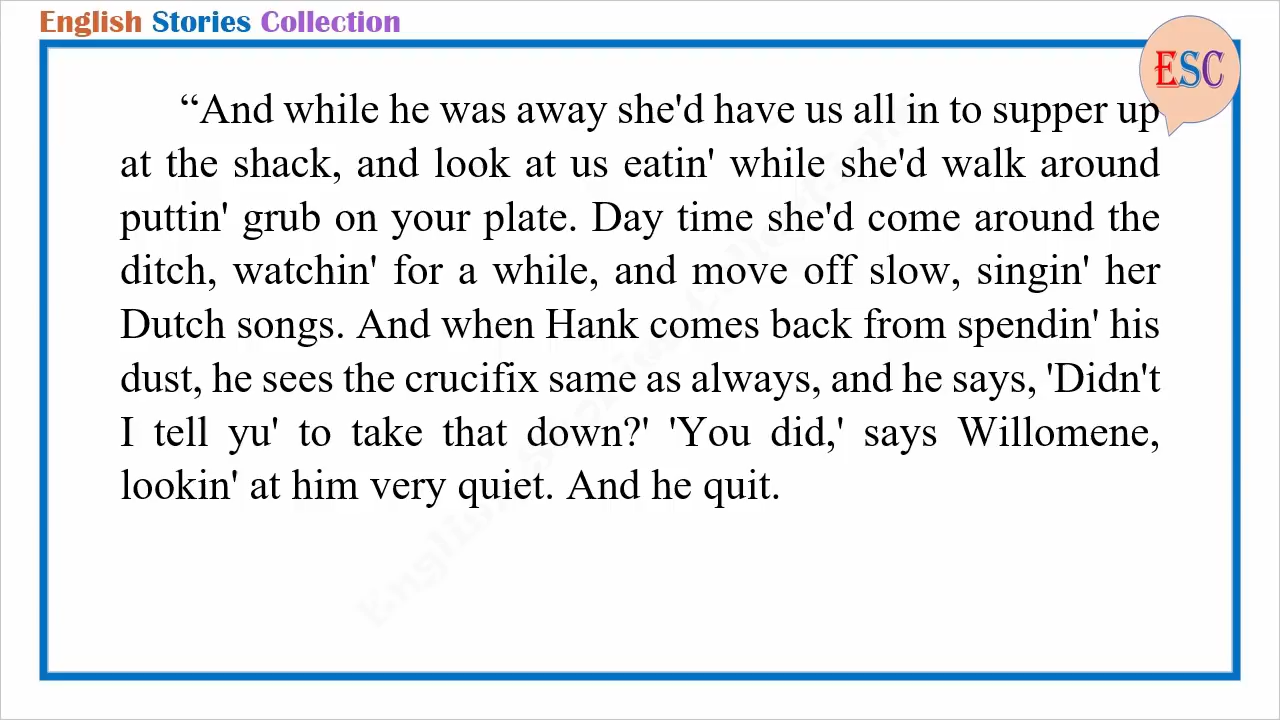 English Stories Collection
ESC
“And while he was away she'd have us all in to supper up
at the shack, and look at us eatin' while she'd walk around
puttin' grub on your plate. Day time she'd come around the
ditch, watchin' for a while, and move off slow, singin' her
Dutch songs. And when Hank comes back from spendin' his
dust, he sees the crucifix same as always, and he says, 'Didn't
I tell yu' to take that down?' 'You did,' says Willomene,
lookin' at him very quiet. And he quit.
English Stories Collection